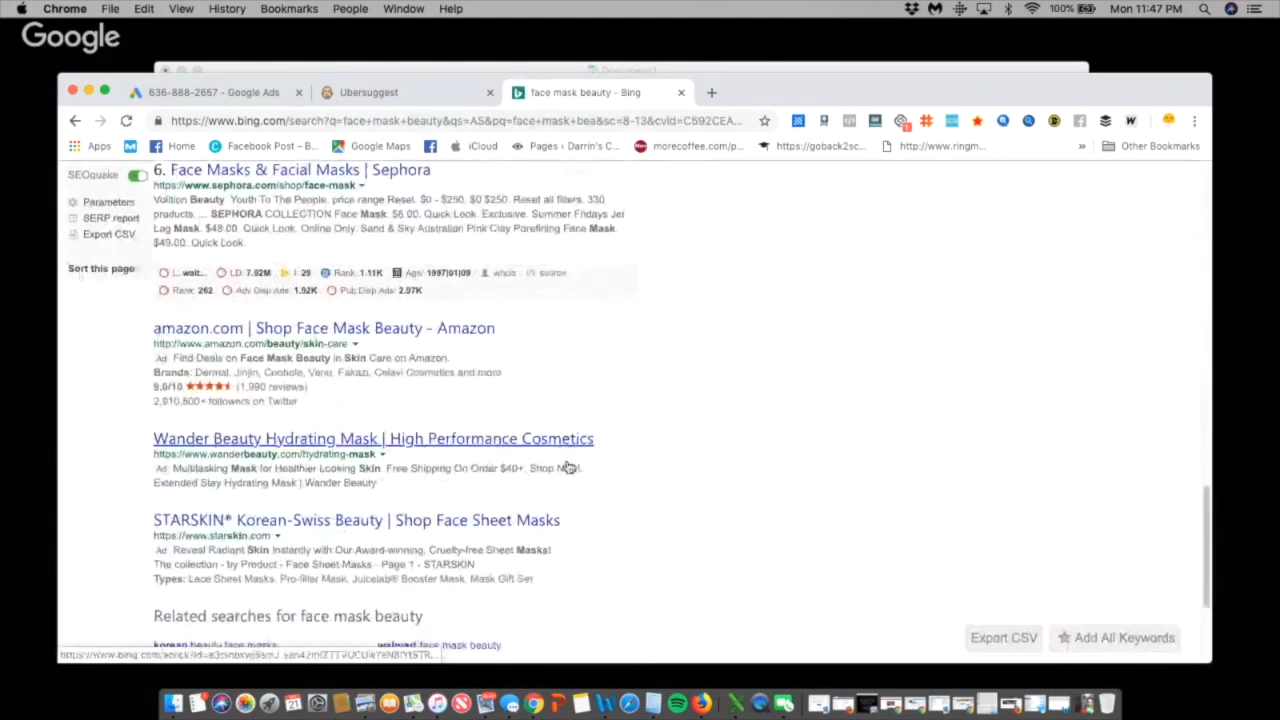 Chrome File Edit View History Bookmarks People Window Help 100% Mon 11:47 PM
Google
Document1
636-888-2657 - Google Ads Ubersuggest face mask beauty - Bing
https://www.bing.com/search?q=face+mask+beauty&qs=AS&pq=face+mask+bea&sc=8-13&cvid=C592CEA...
Apps Home Facebook Post - B... Google Maps iCloud Pages ‹ Darrin's C... morecoffee.com/p... https://goback2sc... http://www.ringm... » Other Bookmarks
SEOquake
Parameters
SERP report
Export CSV
Sort this page
6. Face Masks & Facial Masks | Sephora
https://www.sephora.com/shop/face-mask
Volition Beauty Youth To The People. price range Reset. $0 - $250. $0 $250. Reset all filters. 330
products. ... SEPHORA COLLECTION Face Mask. $6.00. Quick Look. Exclusive. Summer Fridays Jet
Lag Mask. $48.00. Quick Look. Online Only. Sand & Sky Australian Pink Clay Porefining Face Mask.
$49.00. Quick Look.
L: wait... LD: 7.92M I: 29 Rank: 1.11K Age: 1997|01|09 whois source
Rank: 262 Adv Disp Ads: 1.92K Pub Disp Ads: 2.97K
amazon.com | Shop Face Mask Beauty - Amazon
http://www.amazon.com/beauty/skin-care
Ad Find Deals on Face Mask Beauty in Skin Care on Amazon.
Brands: Dermal, Jinjin, Venu, Fakazi, Celavi Cosmetics and more
9.0/10 (1,990 reviews)
2,910,500+ followers on Twitter
Wander Beauty Hydrating Mask | High Performance Cosmetics
https://www.wanderbeauty.com/hydrating-mask
Ad Multitasking Mask for Healthier Looking Skin. Free Shipping On Order $40+, Shop Now!.
Extended Stay Hydrating Mask | Wander Beauty
STARSKIN® Korean-Swiss Beauty | Shop Face Sheet Masks
https://www.starskin.com
Ad Reveal Radiant Skin Instantly with Our Award-winning, Cruelty-free Sheet Masks!
The collection - by Product - Face Sheet Masks - Page 1 - STARSKIN
Types: Lace Sheet Masks, Pro-filler Mask, Juicelab® Booster Mask, Mask Gift Set
Related searches for face mask beauty
korean beauty face masks walmart face mask beauty
Export CSV Add All Keywords